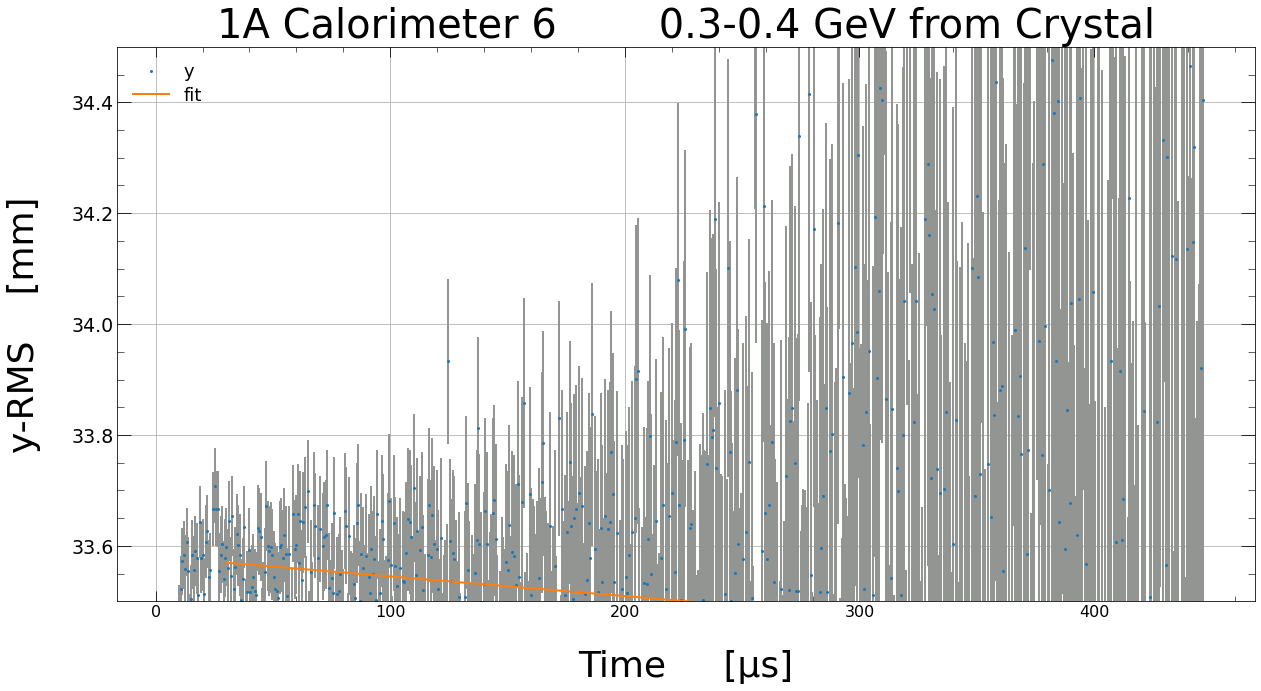 1A Calorimeter 6 0.3-0.4 GeV from Crystal
y
fit
34.4
34.2
34.0
33.8
33.6
y-RMS [mm]
0 100 200 300 400
Time [µs]